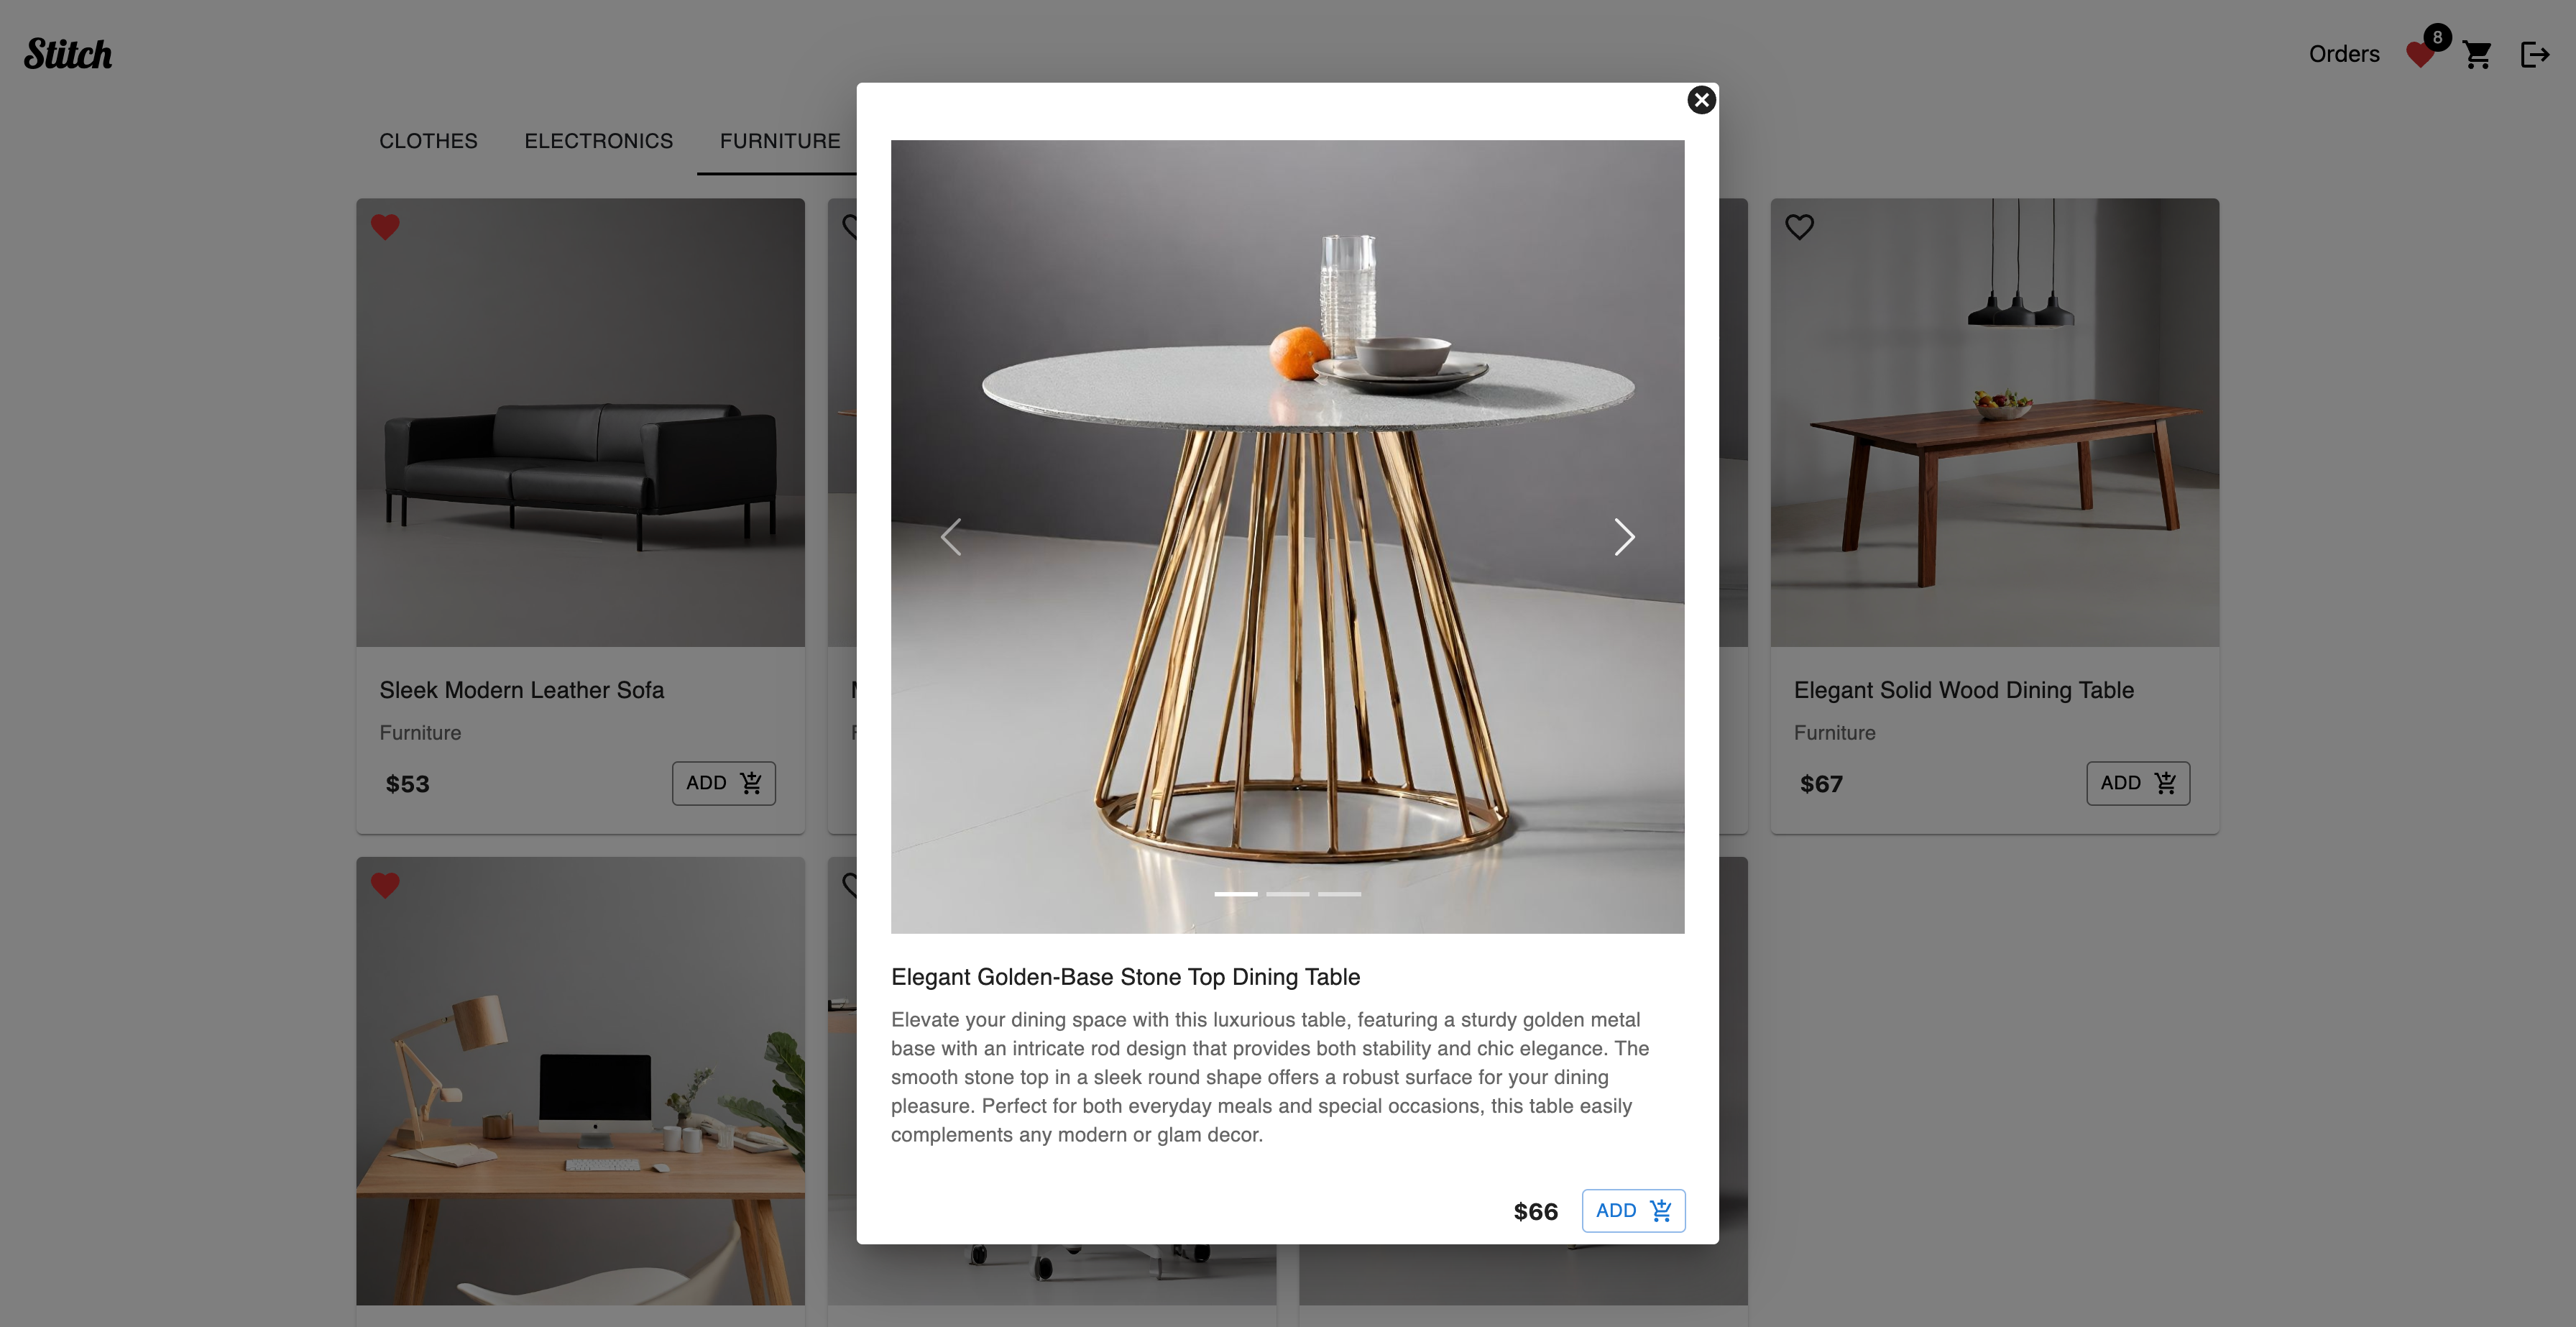 Stitch
Orders
8
CLOTHES
ELECTRONICS
FURNITURE
Sleek Modern Leather Sofa
Furniture
$53
ADD
Elegant Solid Wood Dining Table
Furniture
$67
ADD
Elegant Golden-Base Stone Top Dining Table
Elevate your dining space with this luxurious table, featuring a sturdy golden metal
base with an intricate rod design that provides both stability and chic elegance. The
smooth stone top in a sleek round shape offers a robust surface for your dining
pleasure. Perfect for both everyday meals and special occasions, this table easily
complements any modern or glam decor.
$66
ADD